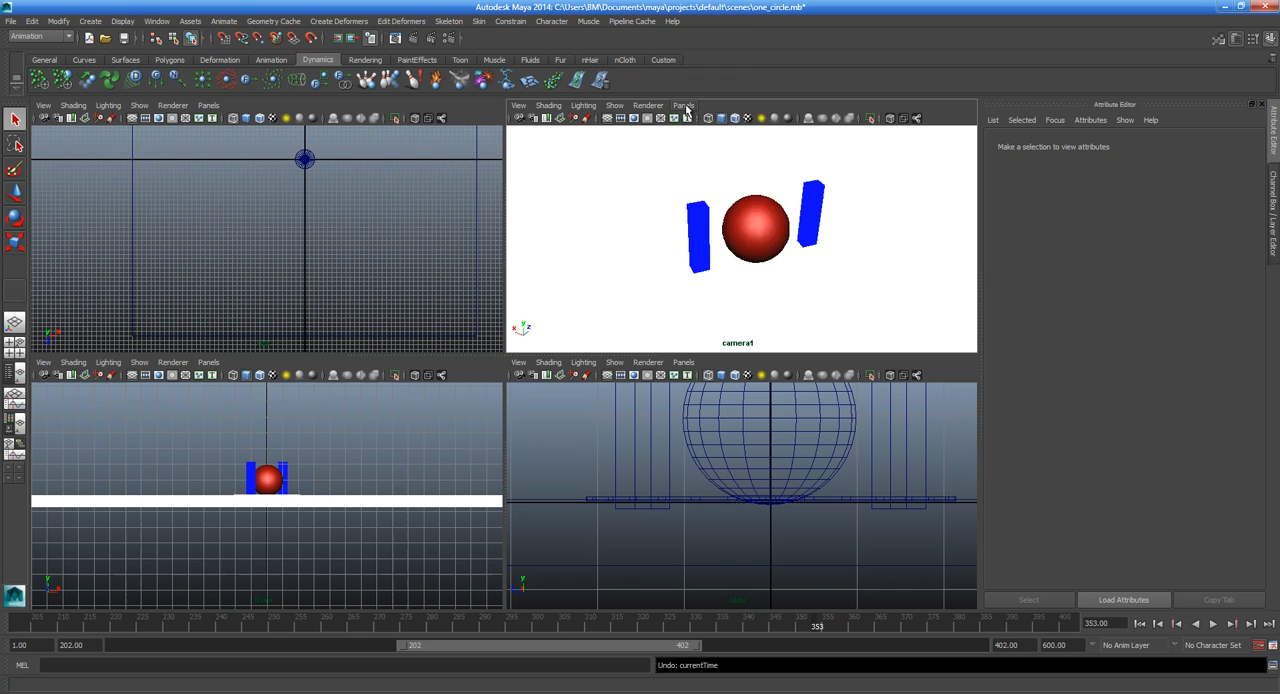 Autodesk Maya 2014: C:\Users\BM\Documents\maya\projects\default\scenes\one_circle.mb*
File Edit Modify Create Display Window Assets Animate Geometry Cache Create Deformers Edit Deformers Skeleton Skin Constrain Character Muscle Pipeline Cache Help
Animation
General Curves Surfaces Polygons Deformation Animation Dynamics Rendering PaintEffects Toon Muscle Fluids Fur nHair nCloth Custom
View Shading Lighting Show Renderer Panels
View Shading Lighting Show Renderer Panels
Attribute Editor
List Selected Focus Attributes Show Help
Make a selection to view attributes
Attribute Editor
Channel Box / Layer Editor
y
x
y
x z
camera1
View Shading Lighting Show Renderer Panels
View Shading Lighting Show Renderer Panels
y
x
y
Select Load Attributes Copy Tab
205 210 215 220 225 230 235 240 245 250 255 260 265 270 275 280 285 290 295 300 305 310 315 320 325 330 335 340 345 350 355 360 365 370 375 380 385 390 395 400
353
353.00
1.00 202.00 202 402 402.00 600.00 No Anim Layer No Character Set
MEL Undo: currentTime